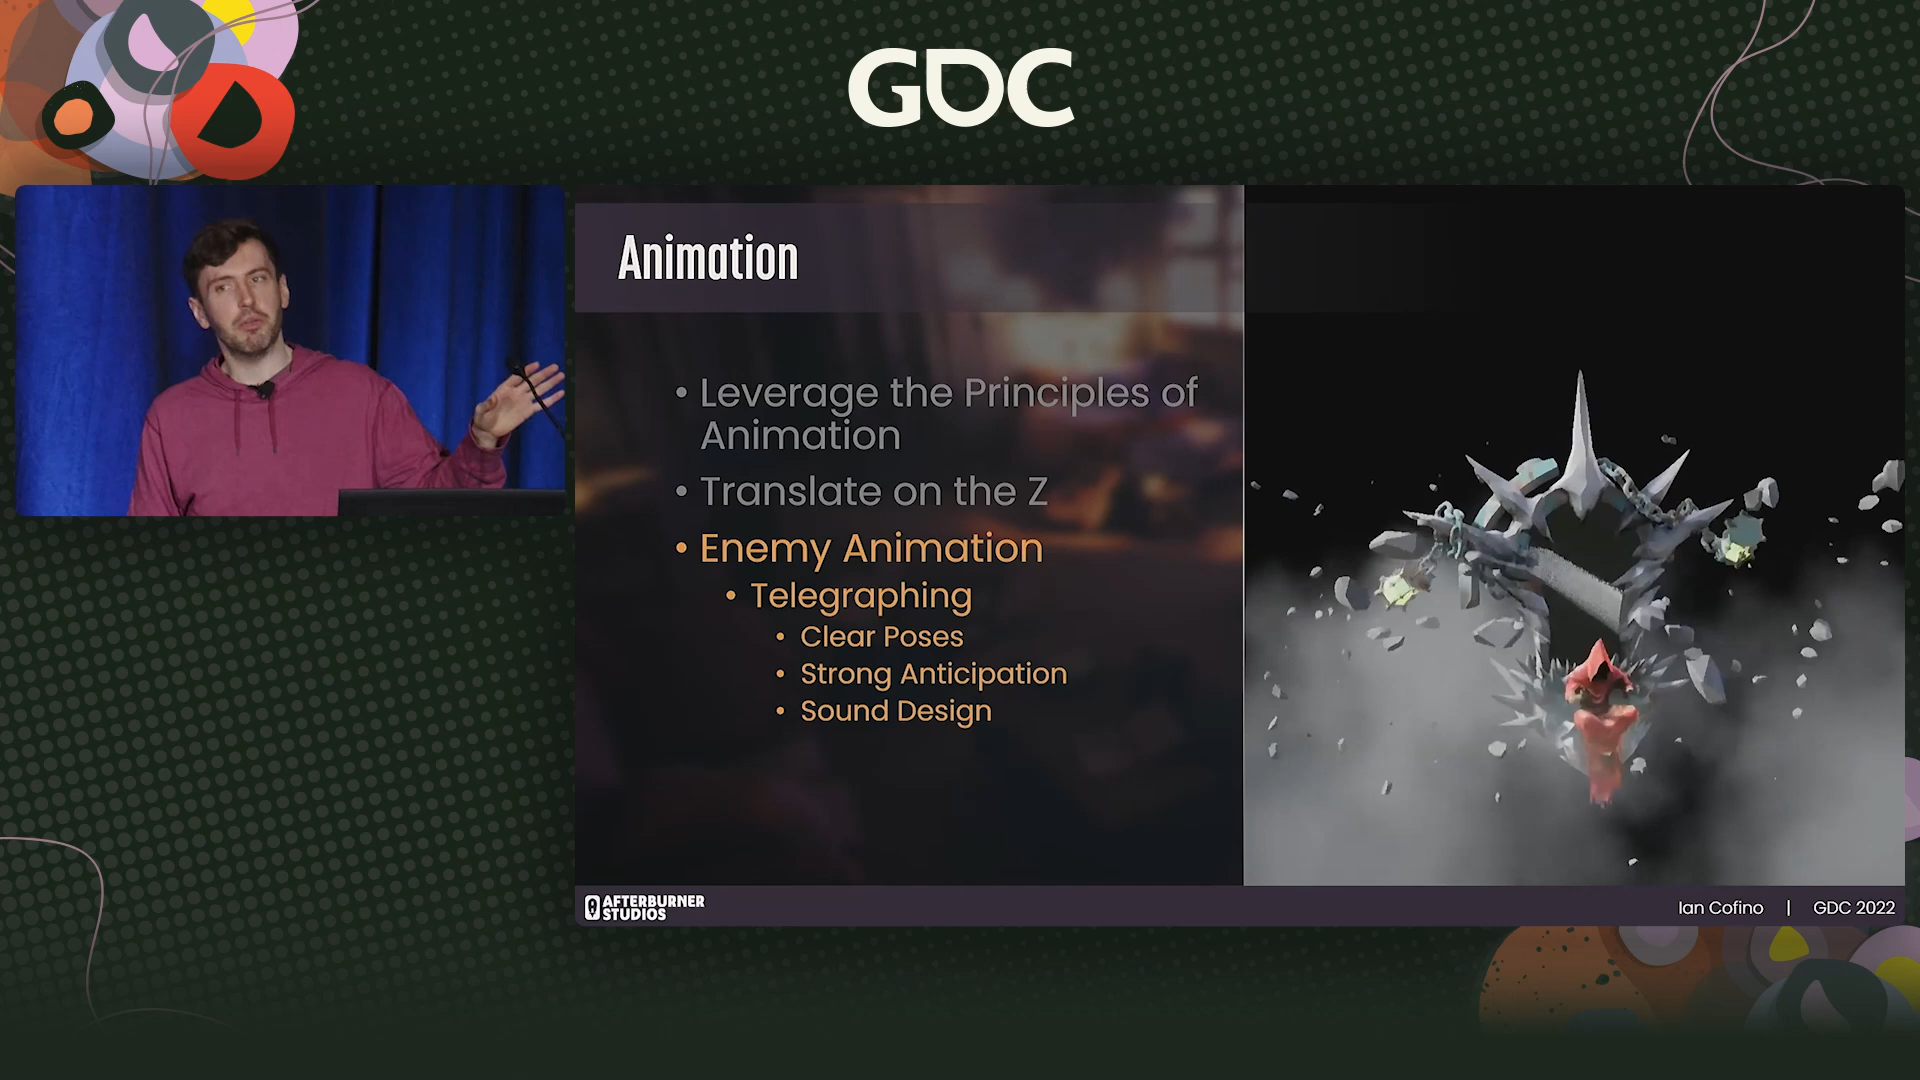 GDC
Animation
• Leverage the Principles of
Animation
• Translate on the Z
• Enemy Animation
• Telegraphing
• Clear Poses
• Strong Anticipation
• Sound Design
AFTERBURNER
STUDIOS
Ian Cofino | GDC 2022